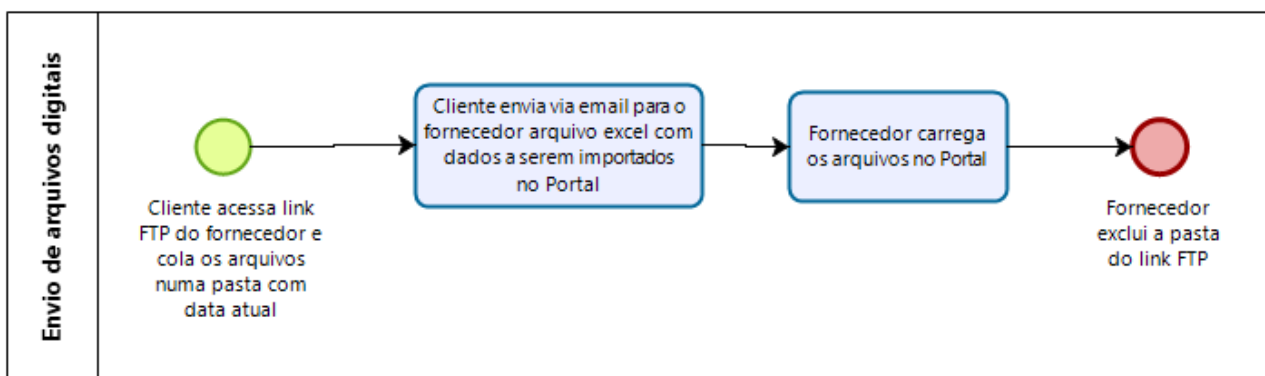 Envio de arquivos digitais
Cliente acessa link
FTP do fornecedor e
cola os arquivos
numa pasta com
data atual
Cliente envia via email para o
fornecedor arquivo excel com
dados a serem importados
no Portal
Fornecedor carrega
os arquivos no Portal
Fornecedor
exclui a pasta
do link FTP